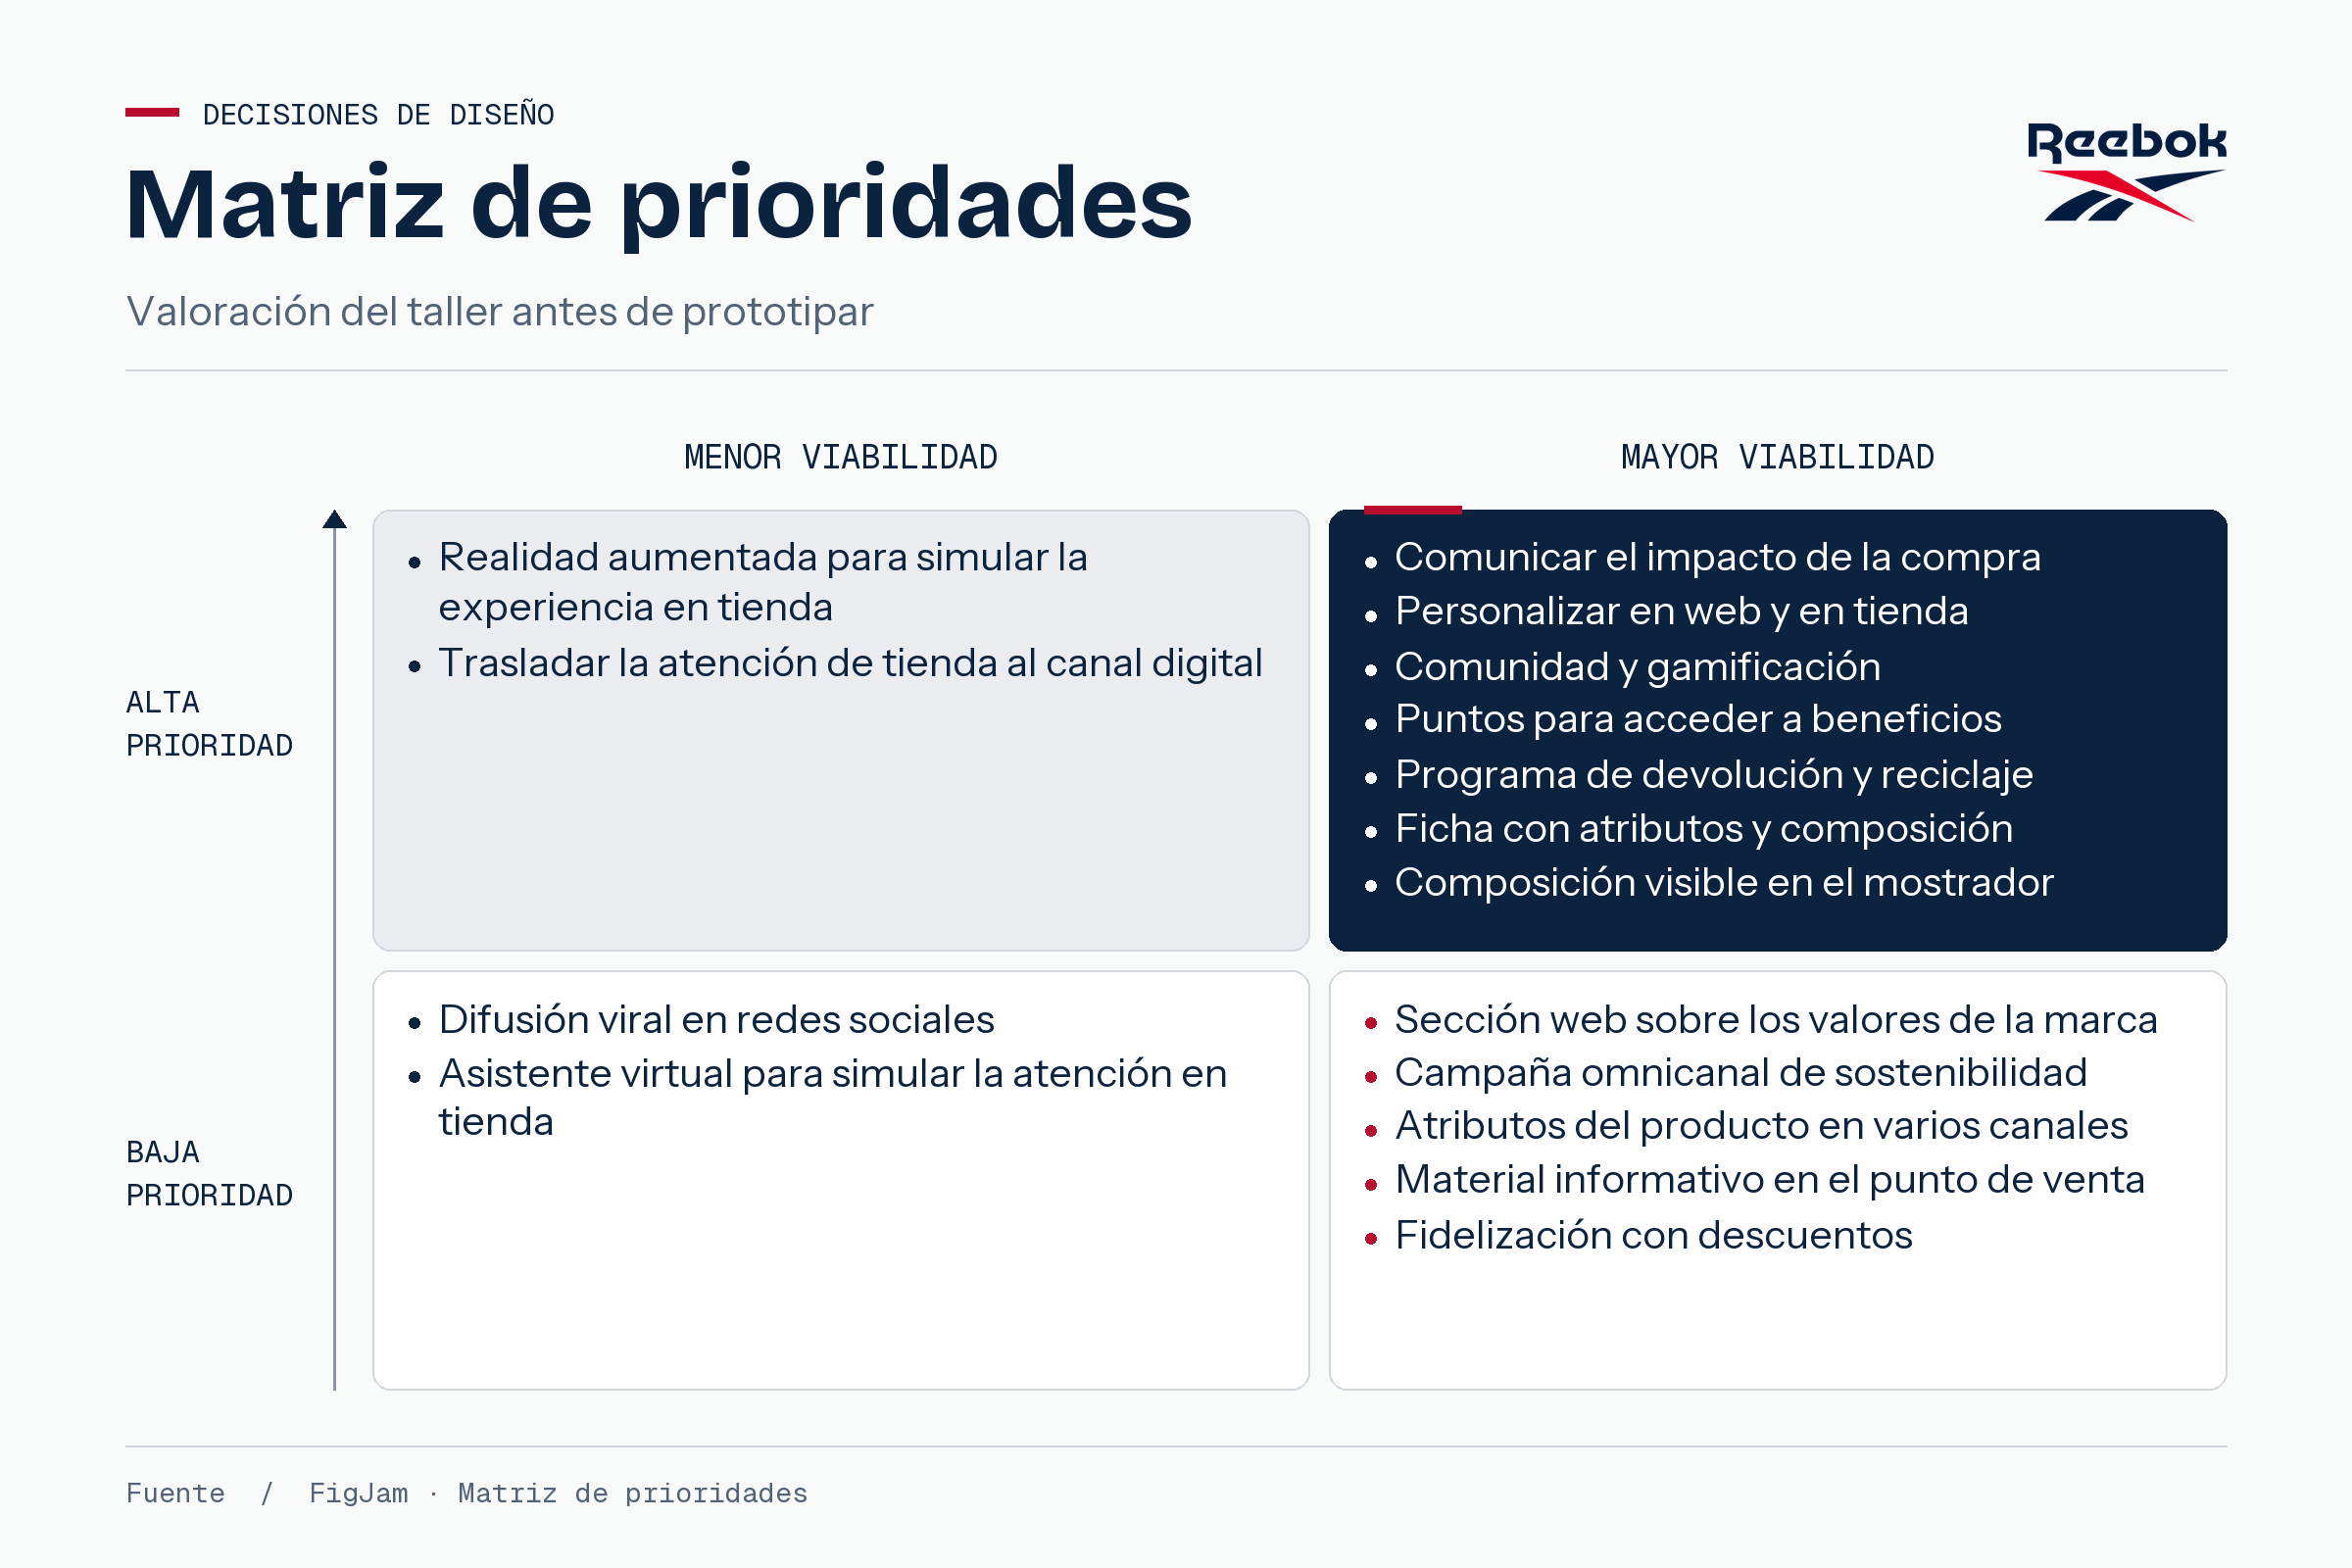 DECISIONES DE DISEÑO
Matriz de prioridades
Reebok
Valoración del taller antes de prototipar
MENOR VIABILIDAD
MAYOR VIABILIDAD
ALTA
PRIORIDAD
• Realidad aumentada para simular la
experiencia en tienda
• Trasladar la atención de tienda al canal digital
• Comunicar el impacto de la compra
• Personalizar en web y en tienda
• Comunidad y gamificación
• Puntos para acceder a beneficios
• Programa de devolución y reciclaje
• Ficha con atributos y composición
• Composición visible en el mostrador
BAJA
PRIORIDAD
• Difusión viral en redes sociales
• Asistente virtual para simular la atención en
tienda
• Sección web sobre los valores de la marca
• Campaña omnicanal de sostenibilidad
• Atributos del producto en varios canales
• Material informativo en el punto de venta
• Fidelización con descuentos
Fuente / FigJam · Matriz de prioridades